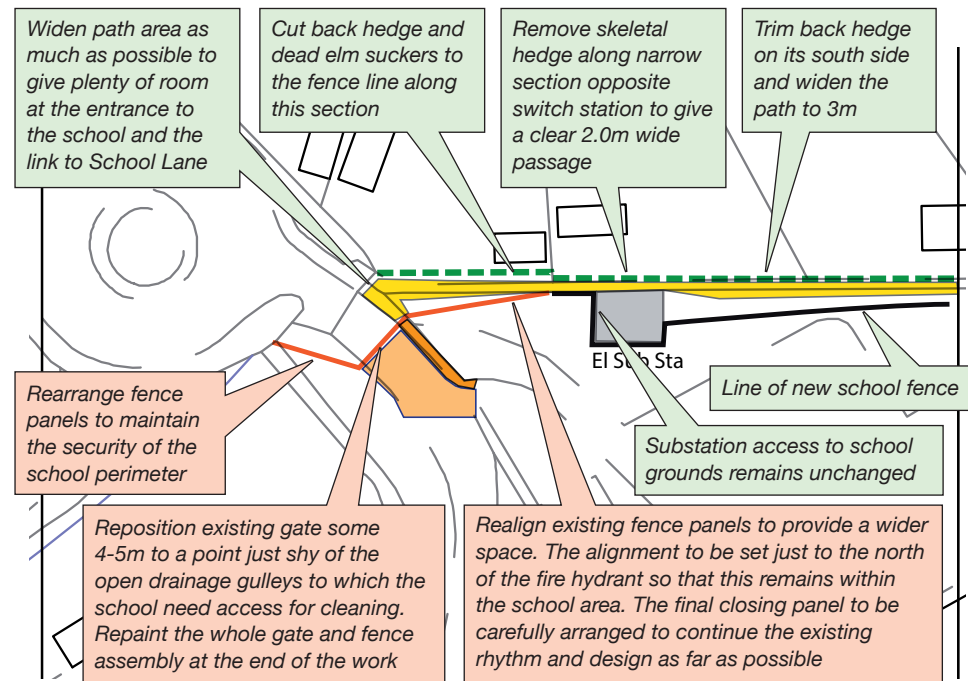 Widen path area as
much as possible to
give plenty of room
at the entrance to
the school and the
link to School Lane
Cut back hedge and
dead elm suckers to
the fence line along
this section
Remove skeletal
hedge along narrow
section opposite
switch station to give
a clear 2.0m wide
passage
Trim back hedge
on its south side
and widen the
path to 3m
El Sub Sta
Line of new school fence
Rearrange fence
panels to maintain
the security of the
school perimeter
Substation access to school
grounds remains unchanged
Reposition existing gate some
4-5m to a point just shy of the
open drainage gulleys to which the
school need access for cleaning.
Repaint the whole gate and fence
assembly at the end of the work
Realign existing fence panels to provide a wider
space. The alignment to be set just to the north
of the fire hydrant so that this remains within
the school area. The final closing panel to be
carefully arranged to continue the existing
rhythm and design as far as possible